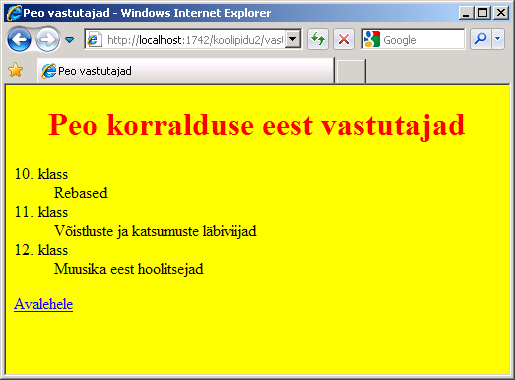 Peo vastutajad - Windows Internet Explorer
http://localhost:1742/koolipidu2/vast
Google
Peo vastutajad
Peo korralduse eest vastutajad
10. klass
Rebased
11. klass
Võistluste ja katsumuste läbiviijad
12. klass
Muusika eest hoolitsejad
Avalehele